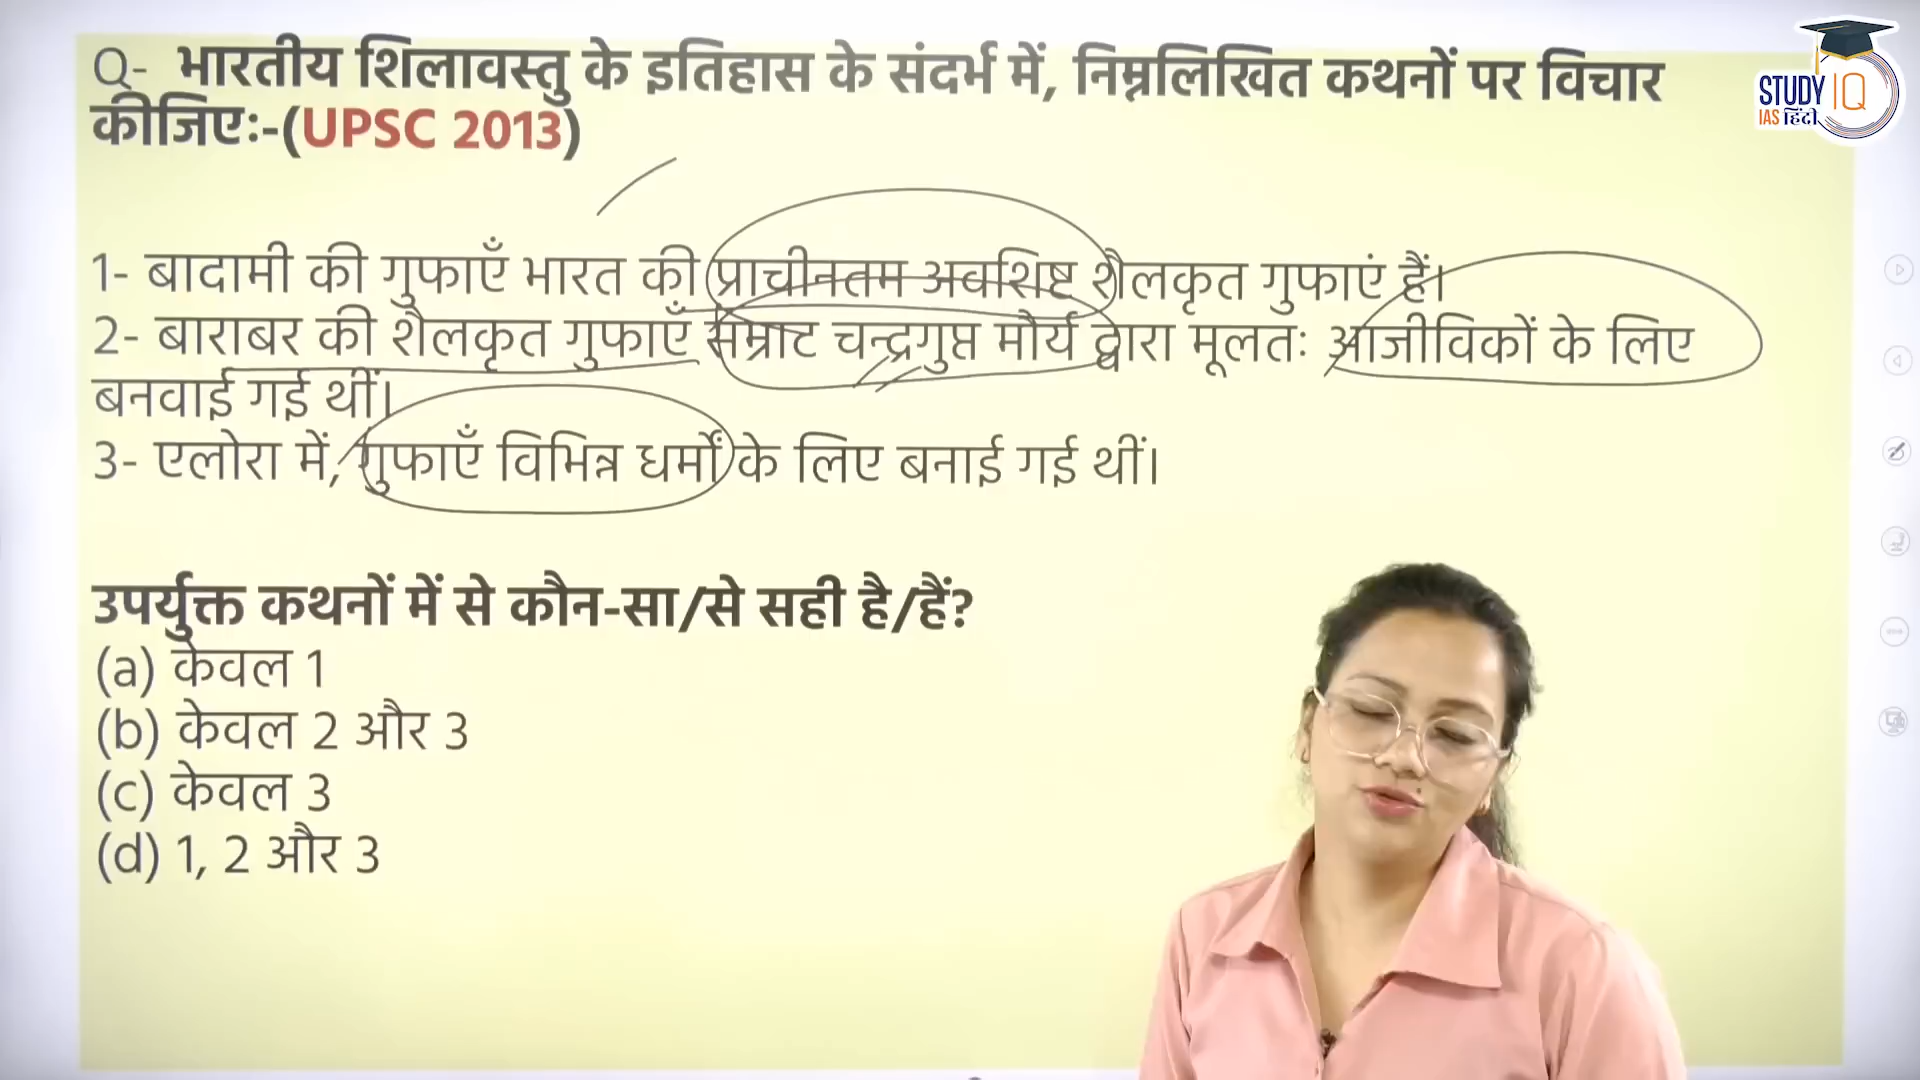 Q- भारतीय शिलावस्तु के इतिहास के संदर्भ में, निम्नलिखित कथनों पर विचार
कीजिएः-(UPSC 2013)
1- बादामी की गुफाएँ भारत की प्राचीनतम अवशिष्ट शैलकृत गुफाएं हैं।
2- बाराबर की शैलकृत गुफाएँ सम्राट चन्द्रगुप्त मौर्य द्वारा मूलतः आजीविकों के लिए
बनवाई गई थीं।
3- एलोरा में, गुफाएँ विभिन्न धर्मों के लिए बनाई गई थीं।
उपर्युक्त कथनों में से कौन-सा/से सही है/हैं?
(a) केवल 1
(b) केवल 2 और 3
(c) केवल 3
(d) 1, 2 और 3
STUDY IQ
IAS हिंदी